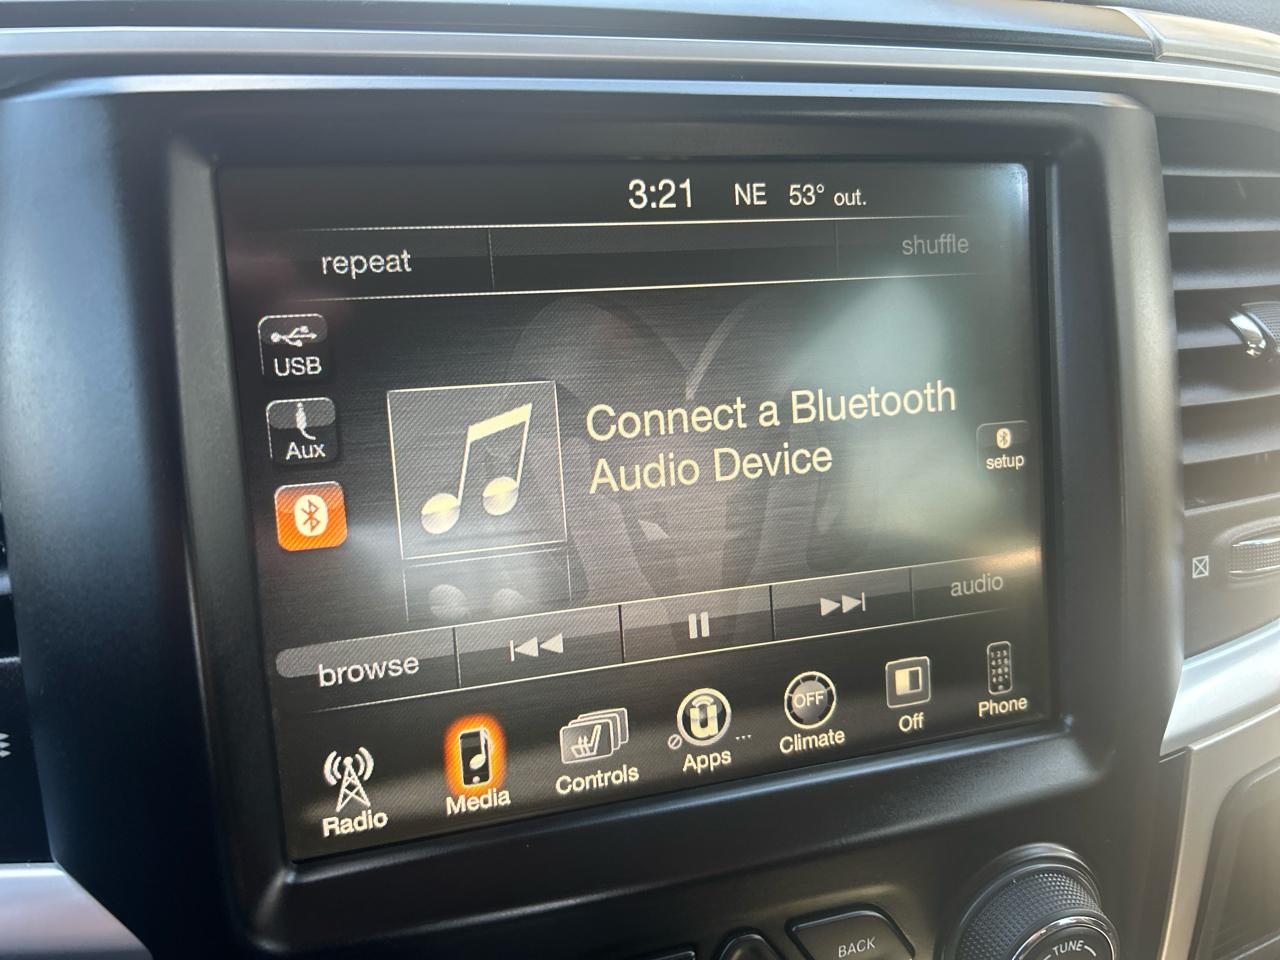 3:21 NE 53° out.
repeat shuffle
USB
Aux
Connect a Bluetooth
Audio Device
setup
browse audio
Radio Media Controls Apps ... Climate Off Phone
OFF
BACK
TUNE